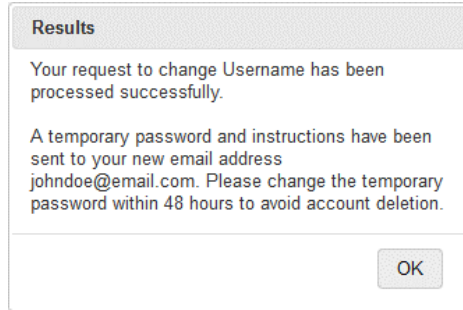 Results
Your request to change Username has been
processed successfully.
A temporary password and instructions have been
sent to your new email address
johndoe@email.com. Please change the temporary
password within 48 hours to avoid account deletion.
OK